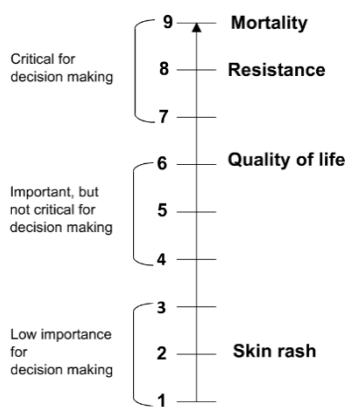 9 Mortality
Critical for
decision making
8 Resistance
7
6 Quality of life
Important, but
not critical for
decision making
5
4
3
Low importance
for
decision making
2 Skin rash
1